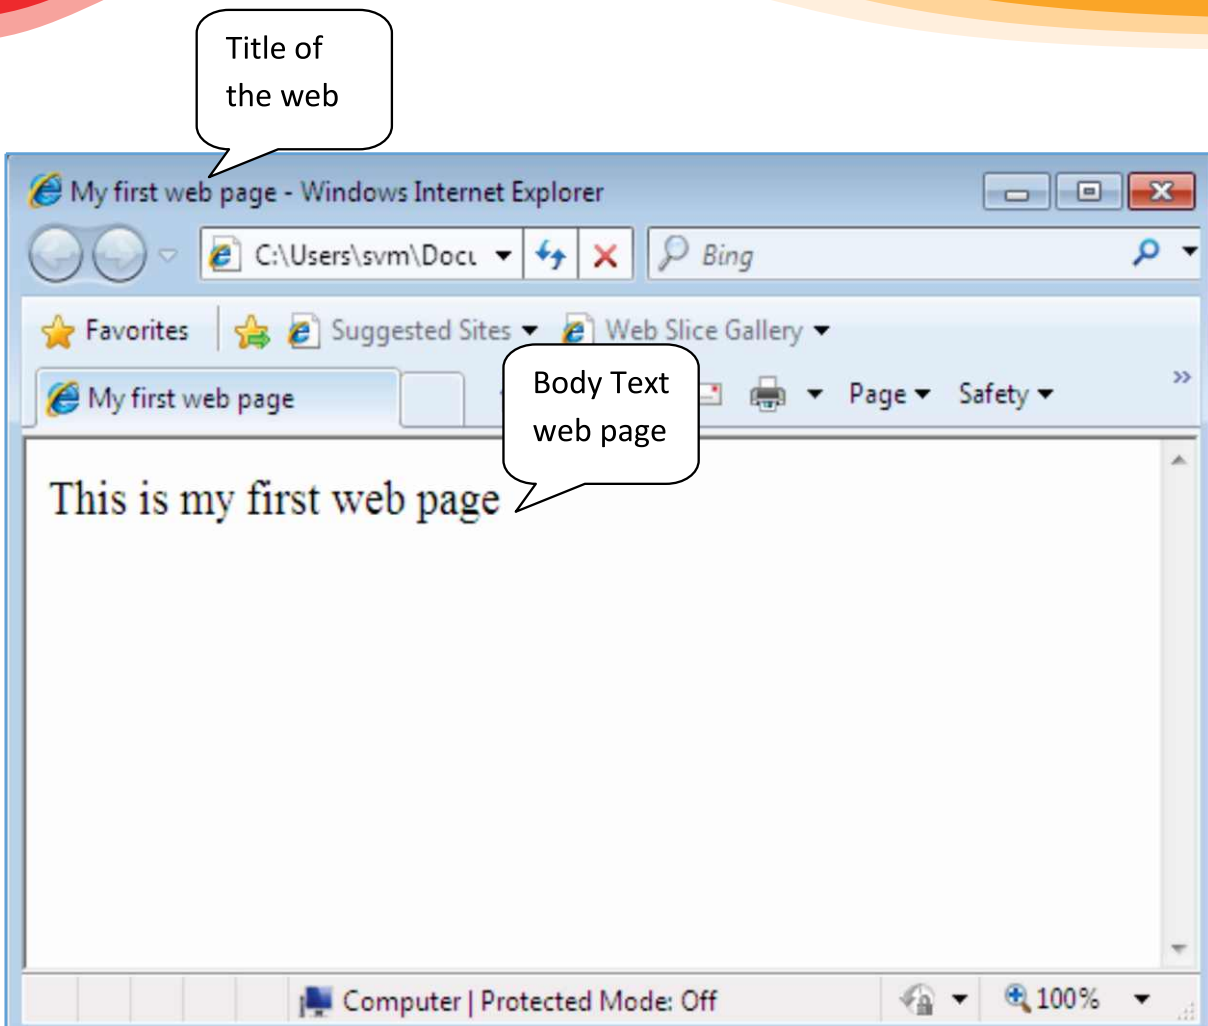 Title of
the web
My first web page - Windows Internet Explorer
C:\Users\svm\Docu
Bing
Favorites
Suggested Sites
Web Slice Gallery
Body Text
web page
My first web page
Page
Safety
»
This is my first web page
Computer | Protected Mode: Off
100%